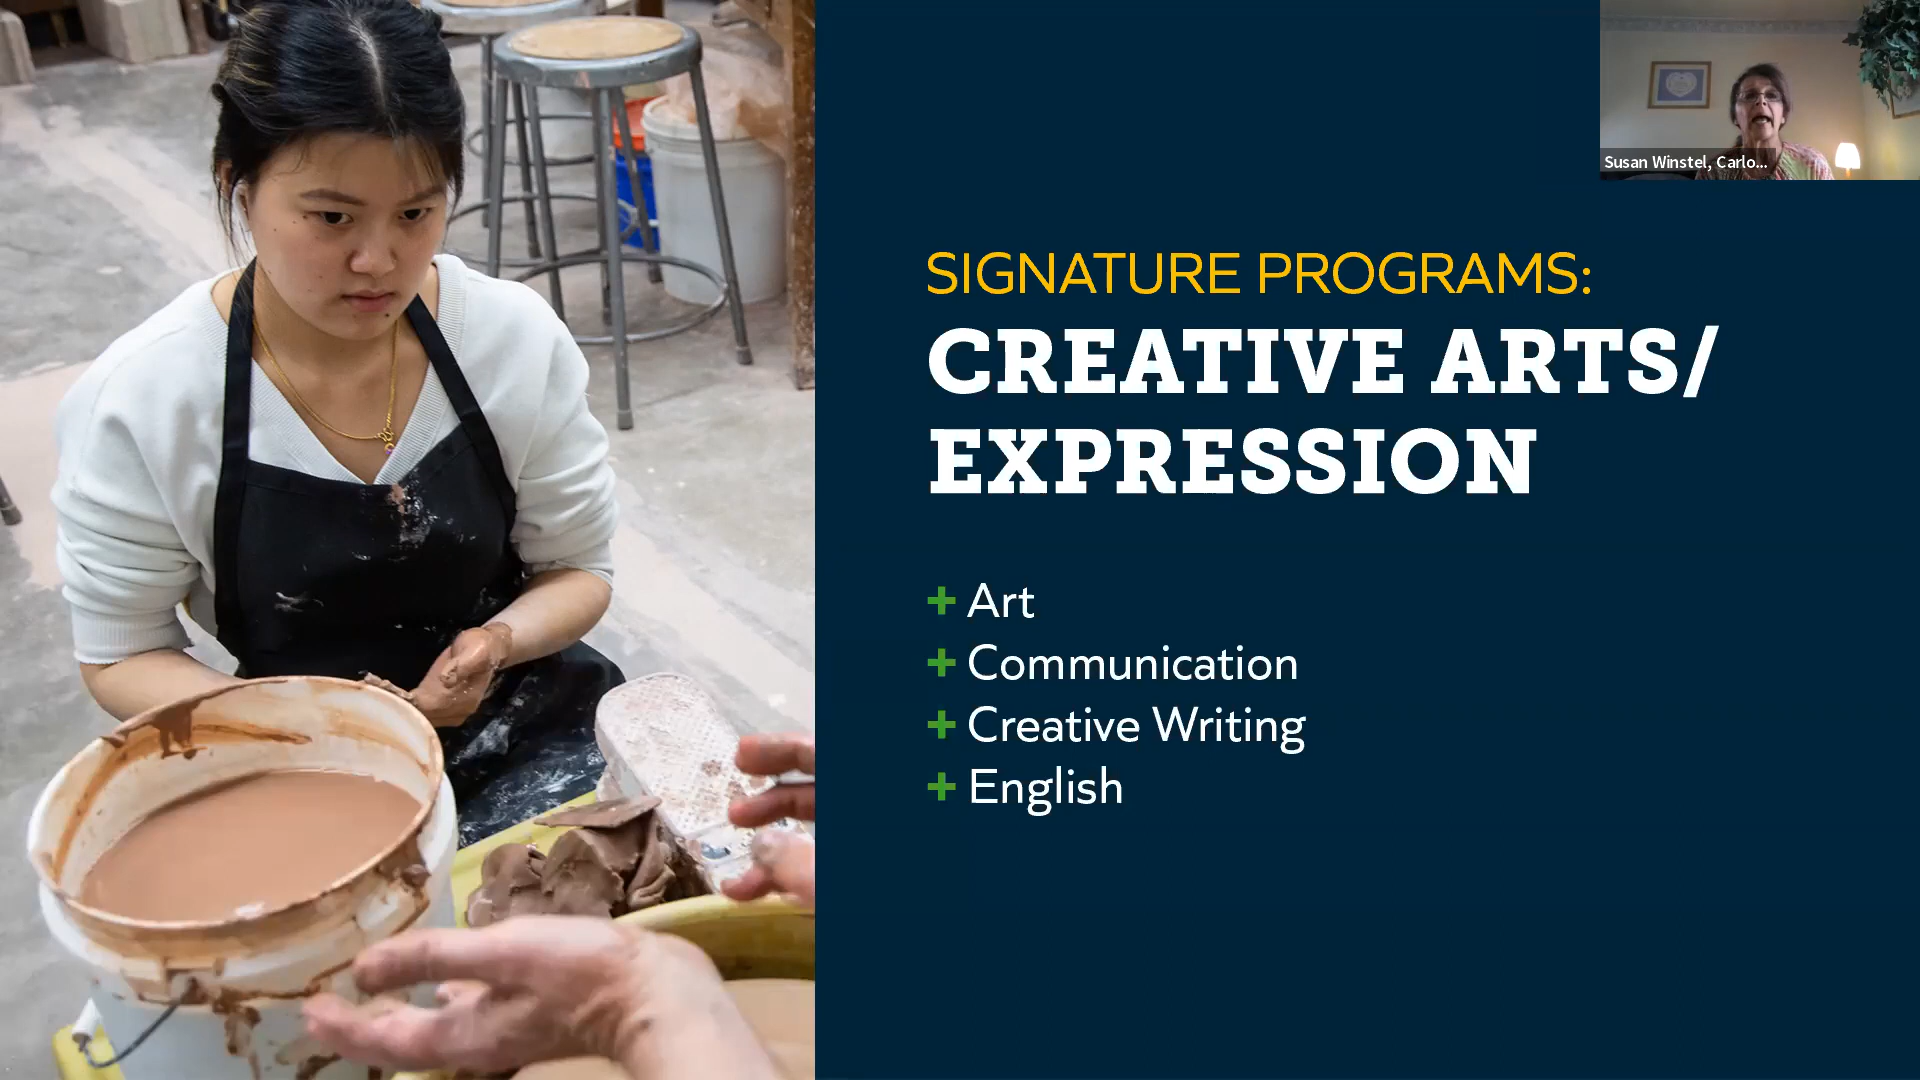 Susan Winstel, Carlo...
SIGNATURE PROGRAMS:
CREATIVE ARTS/
EXPRESSION
+ Art
+ Communication
+ Creative Writing
+ English